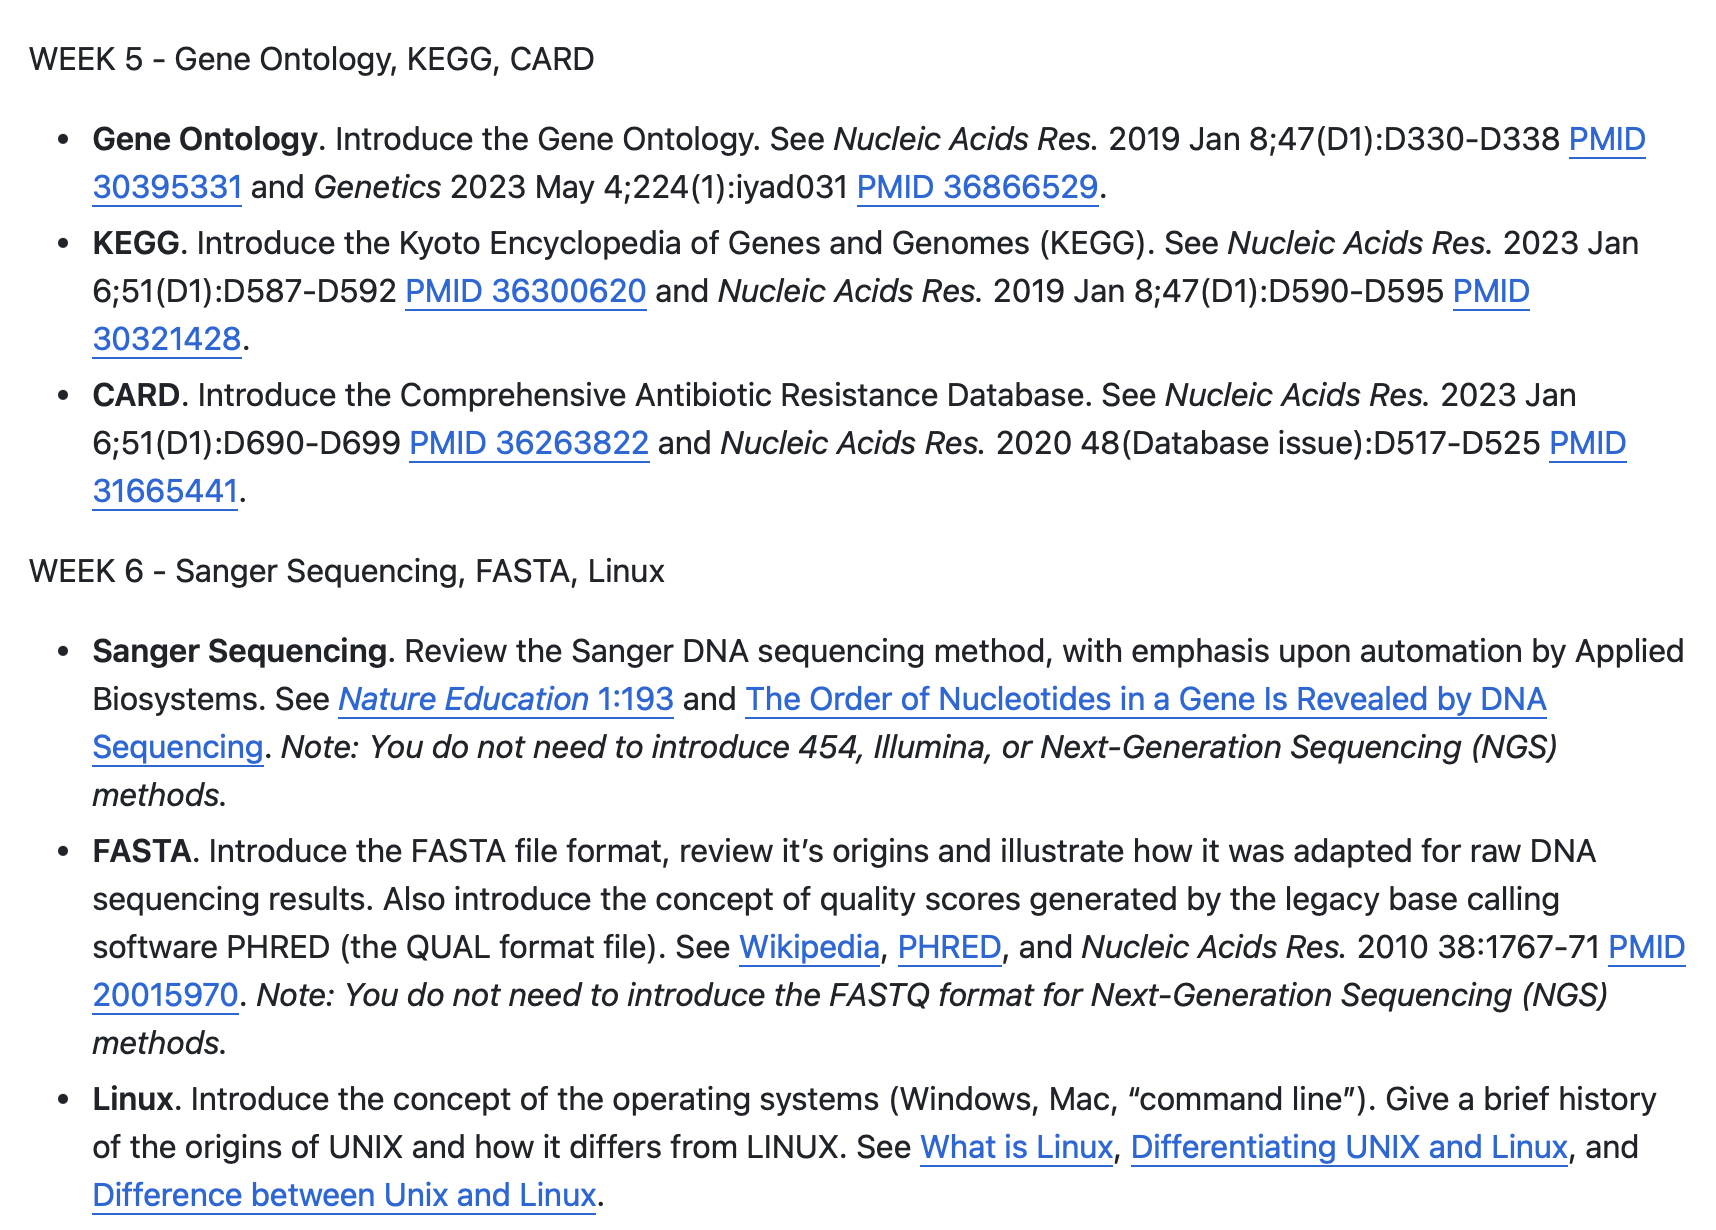 WEEK 5 - Gene Ontology, KEGG, CARD
• Gene Ontology. Introduce the Gene Ontology. See Nucleic Acids Res. 2019 Jan 8;47(D1):D330-D338 PMID
30395331 and Genetics 2023 May 4;224(1):iyad031 PMID 36866529.
• KEGG. Introduce the Kyoto Encyclopedia of Genes and Genomes (KEGG). See Nucleic Acids Res. 2023 Jan
6;51(D1):D587-D592 PMID 36300620 and Nucleic Acids Res. 2019 Jan 8;47(D1):D590-D595 PMID
30321428.
• CARD. Introduce the Comprehensive Antibiotic Resistance Database. See Nucleic Acids Res. 2023 Jan
6;51(D1):D690-D699 PMID 36263822 and Nucleic Acids Res. 2020 48(Database issue):D517-D525 PMID
31665441.
WEEK 6 - Sanger Sequencing, FASTA, Linux
• Sanger Sequencing. Review the Sanger DNA sequencing method, with emphasis upon automation by Applied
Biosystems. See Nature Education 1:193 and The Order of Nucleotides in a Gene Is Revealed by DNA
Sequencing. Note: You do not need to introduce 454, Illumina, or Next-Generation Sequencing (NGS)
methods.
• FASTA. Introduce the FASTA file format, review it’s origins and illustrate how it was adapted for raw DNA
sequencing results. Also introduce the concept of quality scores generated by the legacy base calling
software PHRED (the QUAL format file). See Wikipedia, PHRED, and Nucleic Acids Res. 2010 38:1767-71 PMID
20015970. Note: You do not need to introduce the FASTQ format for Next-Generation Sequencing (NGS)
methods.
• Linux. Introduce the concept of the operating systems (Windows, Mac, “command line”). Give a brief history
of the origins of UNIX and how it differs from LINUX. See What is Linux, Differentiating UNIX and Linux, and
Difference between Unix and Linux.